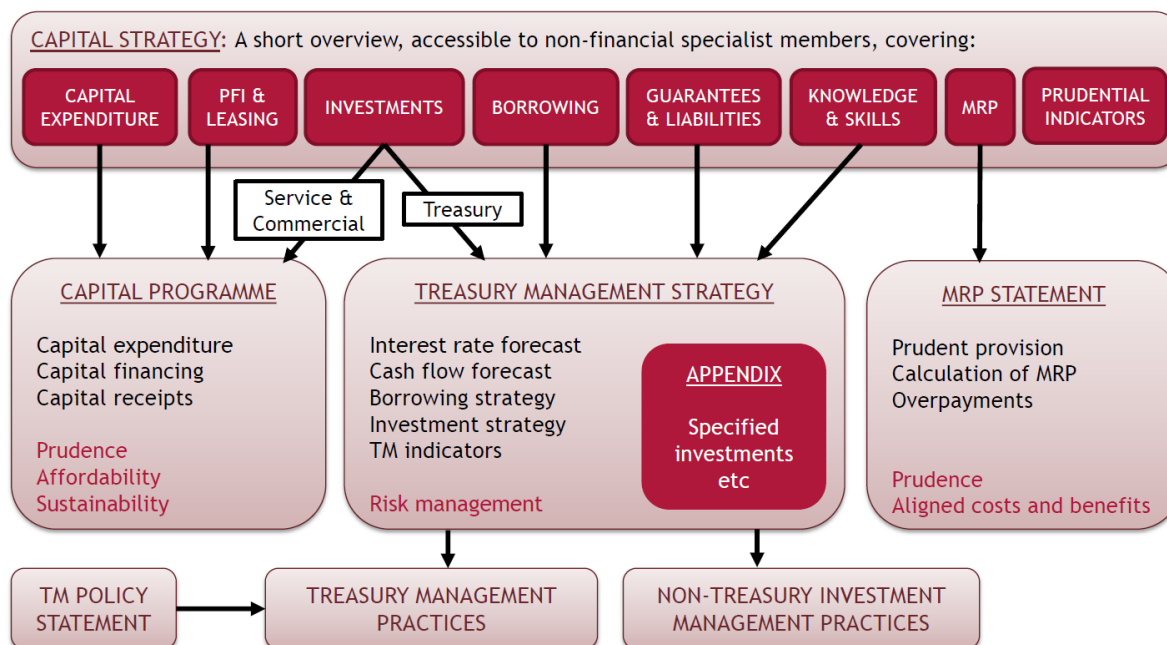 CAPITAL STRATEGY: A short overview, accessible to non-financial specialist members, covering:
CAPITAL
EXPENDITURE
PFI &
LEASING
INVESTMENTS
BORROWING
GUARANTEES
& LIABILITIES
KNOWLEDGE
& SKILLS
MRP
PRUDENTIAL
INDICATORS
Service &
Commercial
Treasury
CAPITAL PROGRAMME
Capital expenditure
Capital financing
Capital receipts
Prudence
Affordability
Sustainability
TREASURY MANAGEMENT STRATEGY
Interest rate forecast
Cash flow forecast
Borrowing strategy
Investment strategy
TM indicators
Risk management
APPENDIX
Specified
investments
etc
MRP STATEMENT
Prudent provision
Calculation of MRP
Overpayments
Prudence
Aligned costs and benefits
TM POLICY
STATEMENT
TREASURY MANAGEMENT
PRACTICES
NON-TREASURY INVESTMENT
MANAGEMENT PRACTICES